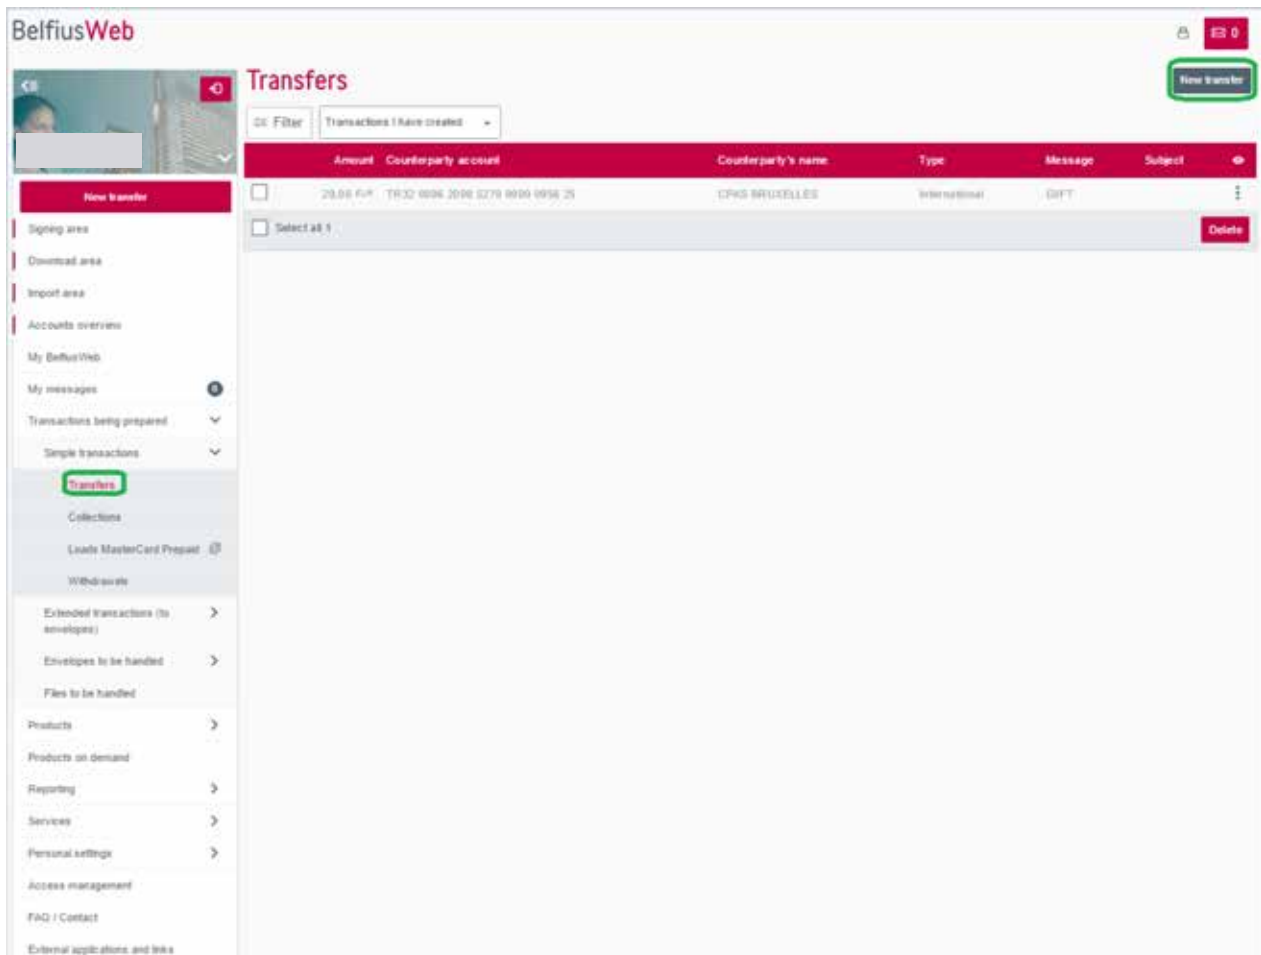 BelfiusWeb
0
Transfers
New transfer
Filter
Transactions I have created
Amount Counterparty account Counterparty's name Type Message Subject
CPAS BRUXELLES International GIFT
Select all 1
Delete
New transfer
Signing area
Download area
Import area
Accounts overview
My BelfiusWeb
My messages
Transactions being prepared
Simple transactions
Transfers
Collections
Loads MasterCard Prepaid
Withdrawals
Extended transactions (to
envelopes)
Envelopes to be handled
Files to be handled
Products
Products on demand
Reporting
Services
Personal settings
Access management
FAQ / Contact
External applications and links